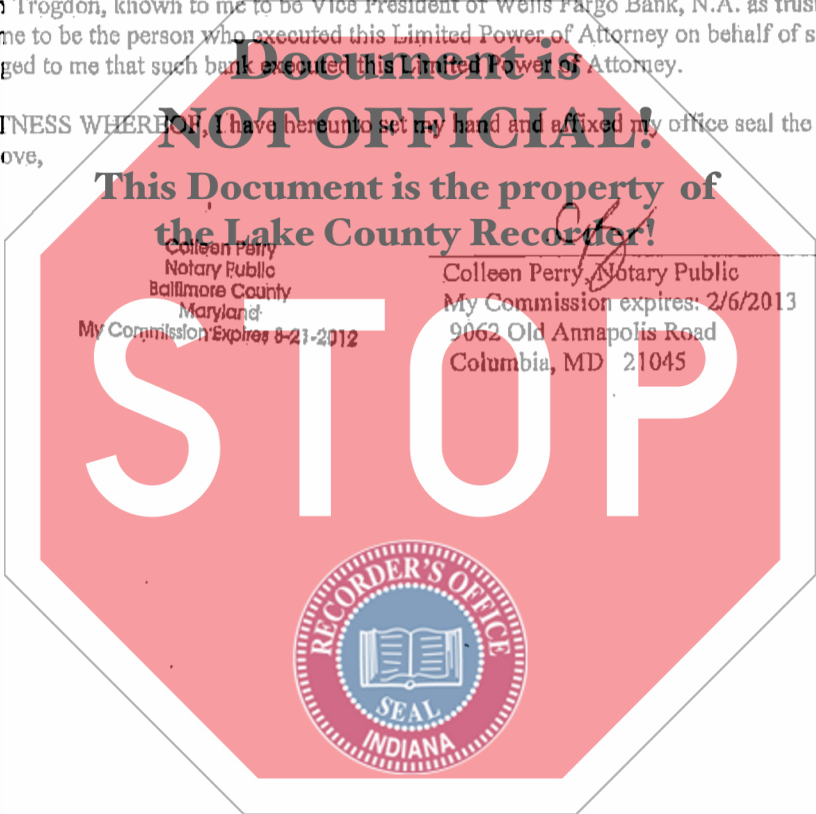 Trogdon, known to me to be Vice President of Wells Fargo Bank, N.A. as trust
me to be the person who executed this Limited Power of Attorney on behalf of s
ged to me that such bank executed this Limited Power of Attorney.
Document is
NOT OFFICIAL!
NESS WHEREOF, I have hereunto set my hand and affixed my office seal the
ove,
This Document is the property of
the Lake County Recorder!
Colleen Perry
Notary Public
Baltimore County
Maryland
My Commission Expires 8-21-2012
Colleen Perry, Notary Public
My Commission expires: 2/6/2013
9062 Old Annapolis Road
Columbia, MD 21045
STOP
RECORDER'S OFFICE
SEAL
INDIANA